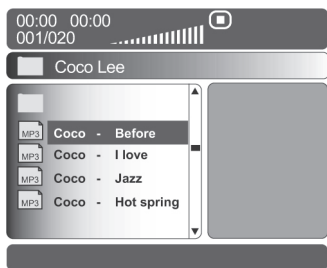 00:00 00:00
001/020
Coco Lee
MP3 Coco - Before
MP3 Coco - I love
MP3 Coco - Jazz
MP3 Coco - Hot spring